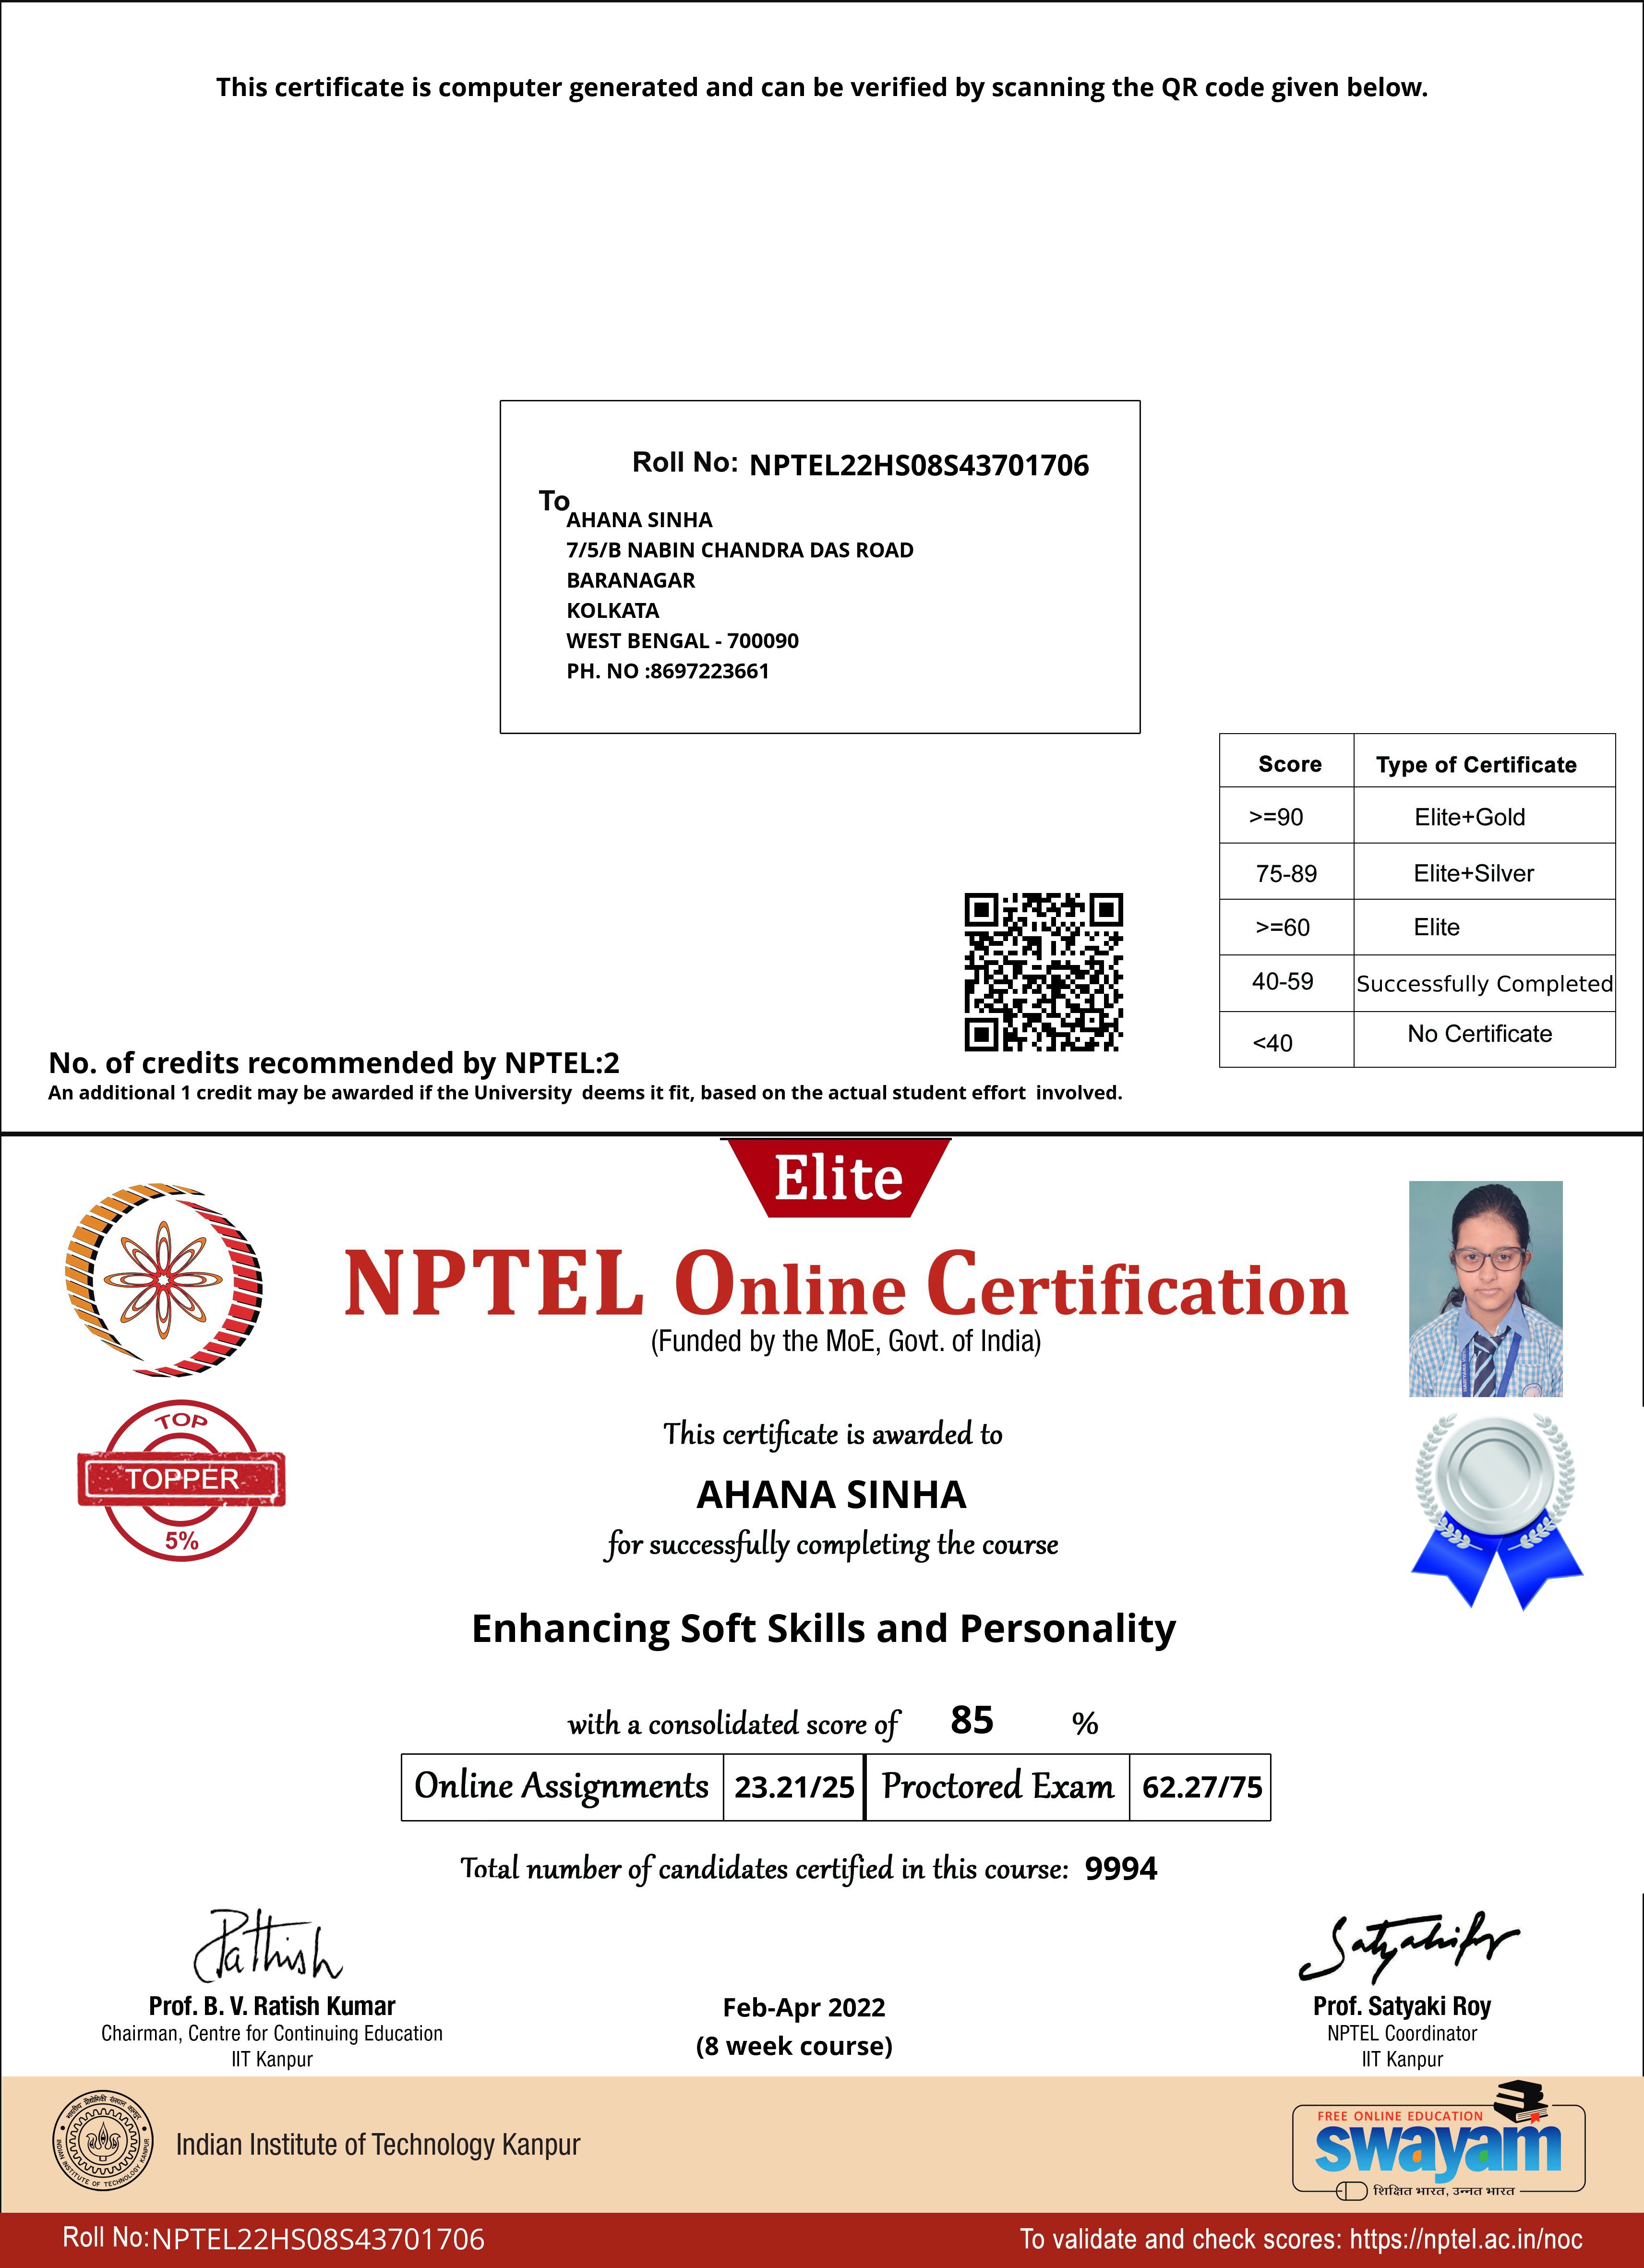 This certificate is computer generated and can be verified by scanning the QR code given below.
Roll No: NPTEL22HS08S43701706
To
AHANA SINHA
7/5/B NABIN CHANDRA DAS ROAD
BARANAGAR
KOLKATA
WEST BENGAL - 700090
PH. NO :8697223661
Score Type of Certificate
>=90 Elite+Gold
75-89 Elite+Silver
>=60 Elite
40-59 Successfully Completed
<40 No Certificate
No. of credits recommended by NPTEL:2
An additional 1 credit may be awarded if the University deems it fit, based on the actual student effort involved.
Elite
NPTEL Online Certification
(Funded by the MoE, Govt. of India)
TOP
TOPPER
5%
This certificate is awarded to
AHANA SINHA
for successfully completing the course
Enhancing Soft Skills and Personality
with a consolidated score of 85 %
Online Assignments 23.21/25 Proctored Exam 62.27/75
Total number of candidates certified in this course: 9994
Prof. B. V. Ratish Kumar
Chairman, Centre for Continuing Education
IIT Kanpur
Feb-Apr 2022
(8 week course)
Prof. Satyaki Roy
NPTEL Coordinator
IIT Kanpur
INDIAN INSTITUTE OF TECHNOLOGY KANPUR
Indian Institute of Technology Kanpur
FREE ONLINE EDUCATION
swayam
शिक्षित भारत, उन्नत भारत
Roll No:NPTEL22HS08S43701706
To validate and check scores: https://nptel.ac.in/noc